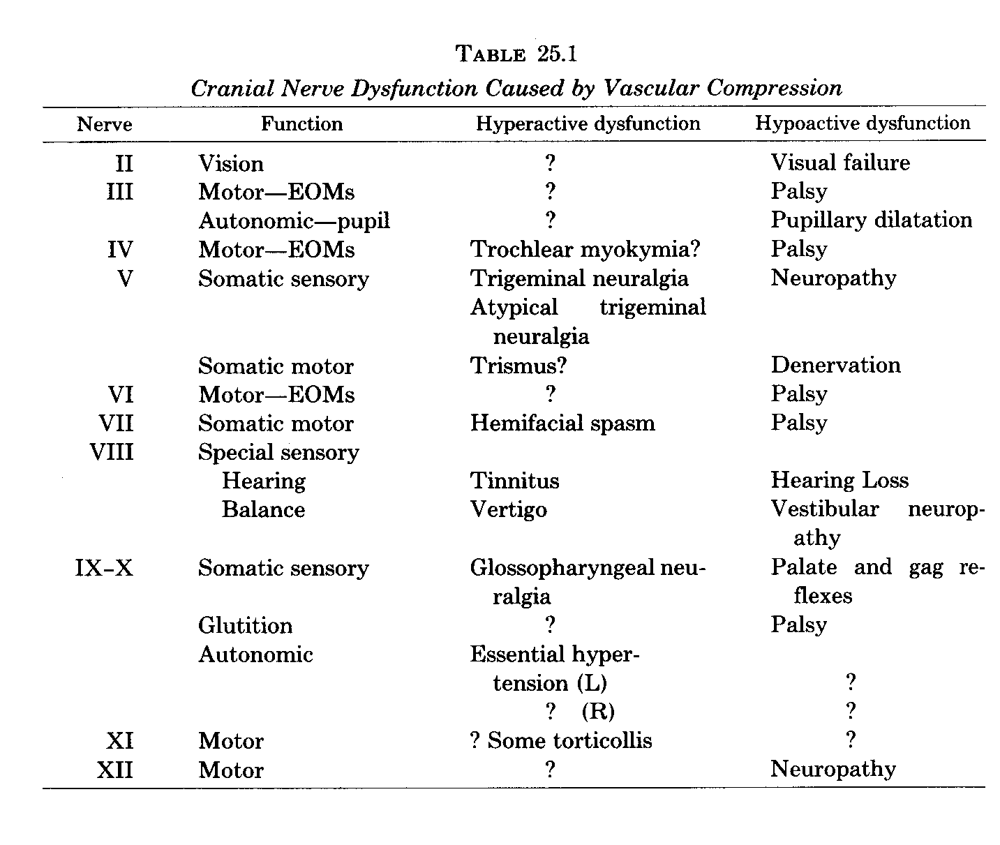 TABLE 25.1
Cranial Nerve Dysfunction Caused by Vascular Compression
Nerve Function Hyperactive dysfunction Hypoactive dysfunction
II Vision ? Visual failure
III Motor—EOMs ? Palsy
Autonomic—pupil ? Pupillary dilatation
IV Motor—EOMs Trochlear myokymia? Palsy
V Somatic sensory Trigeminal neuralgia Neuropathy
Atypical trigeminal
neuralgia
Somatic motor Trismus? Denervation
VI Motor—EOMs ? Palsy
VII Somatic motor Hemifacial spasm Palsy
VIII Special sensory
Hearing Tinnitus Hearing Loss
Balance Vertigo Vestibular neurop-
athy
IX–X Somatic sensory Glossopharyngeal neu- Palate and gag re-
ralgia flexes
Glutition ? Palsy
Autonomic Essential hyper-
tension (L) ?
? (R) ?
XI Motor ? Some torticollis ?
XII Motor ? Neuropathy